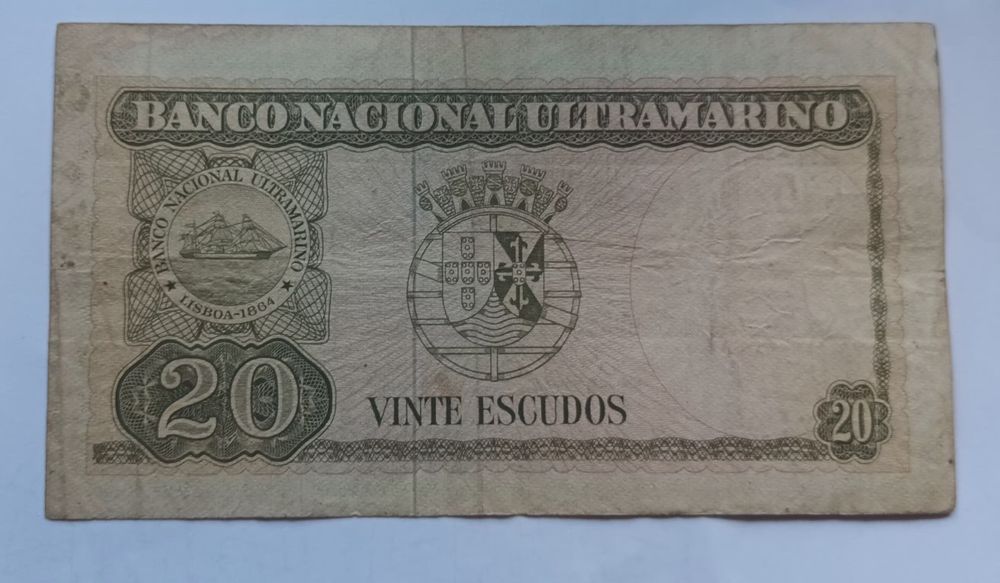 BANCO NACIONAL ULTRAMARINO
BANCO NACIONAL ULTRAMARINO
LISBOA-1864
20
VINTE ESCUDOS
20